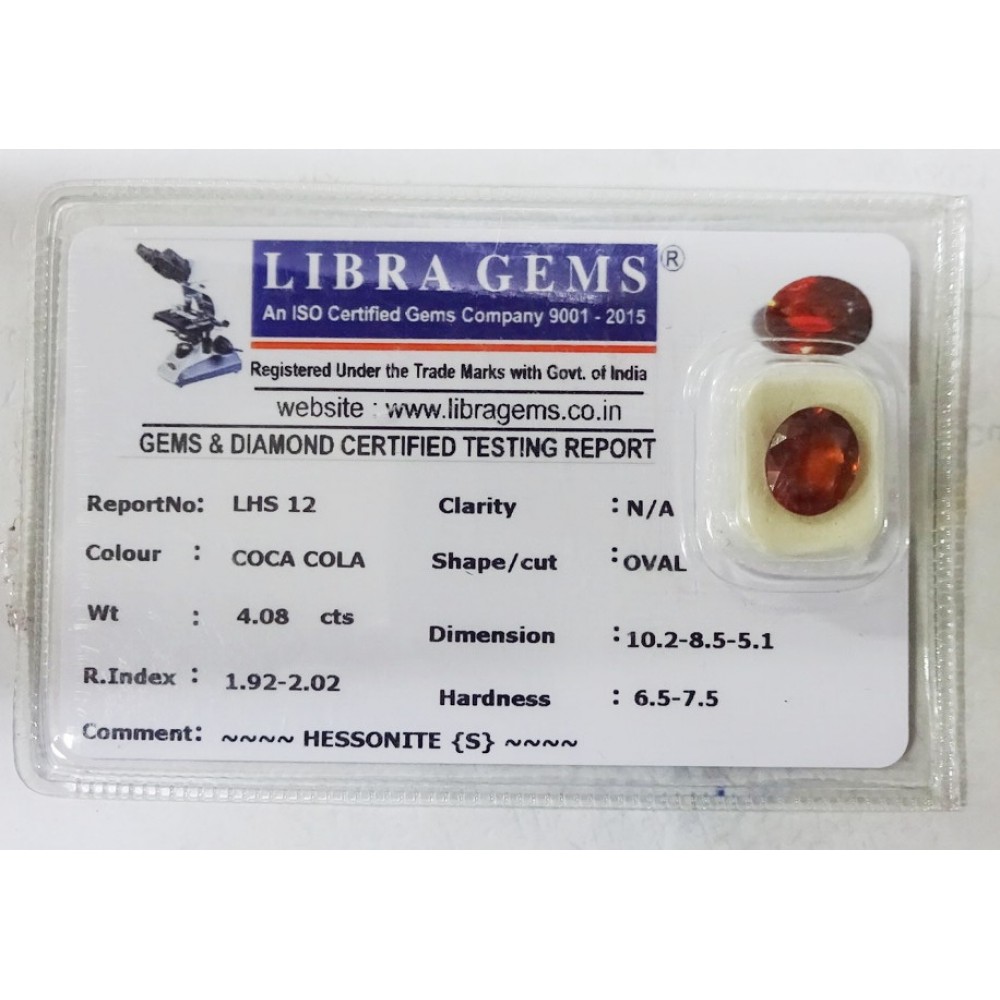 LIBRA GEMS®
An ISO Certified Gems Company 9001 - 2015
Registered Under the Trade Marks with Govt. of India
website : www.libragems.co.in
GEMS & DIAMOND CERTIFIED TESTING REPORT
ReportNo: LHS 12 Clarity : N/A
Colour : COCA COLA Shape/cut : OVAL
Wt : 4.08 cts Dimension : 10.2-8.5-5.1
R.Index : 1.92-2.02 Hardness : 6.5-7.5
Comment: ~~~~ HESSONITE {S} ~~~~